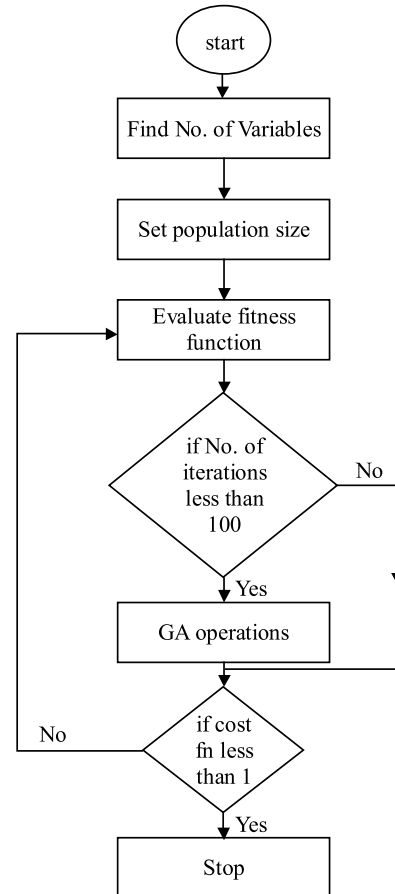 start
Find No. of Variables
Set population size
Evaluate fitness
function
if No. of
iterations
less than
100
No
Yes
GA operations
if cost
fn less
than 1
No
Yes
Stop